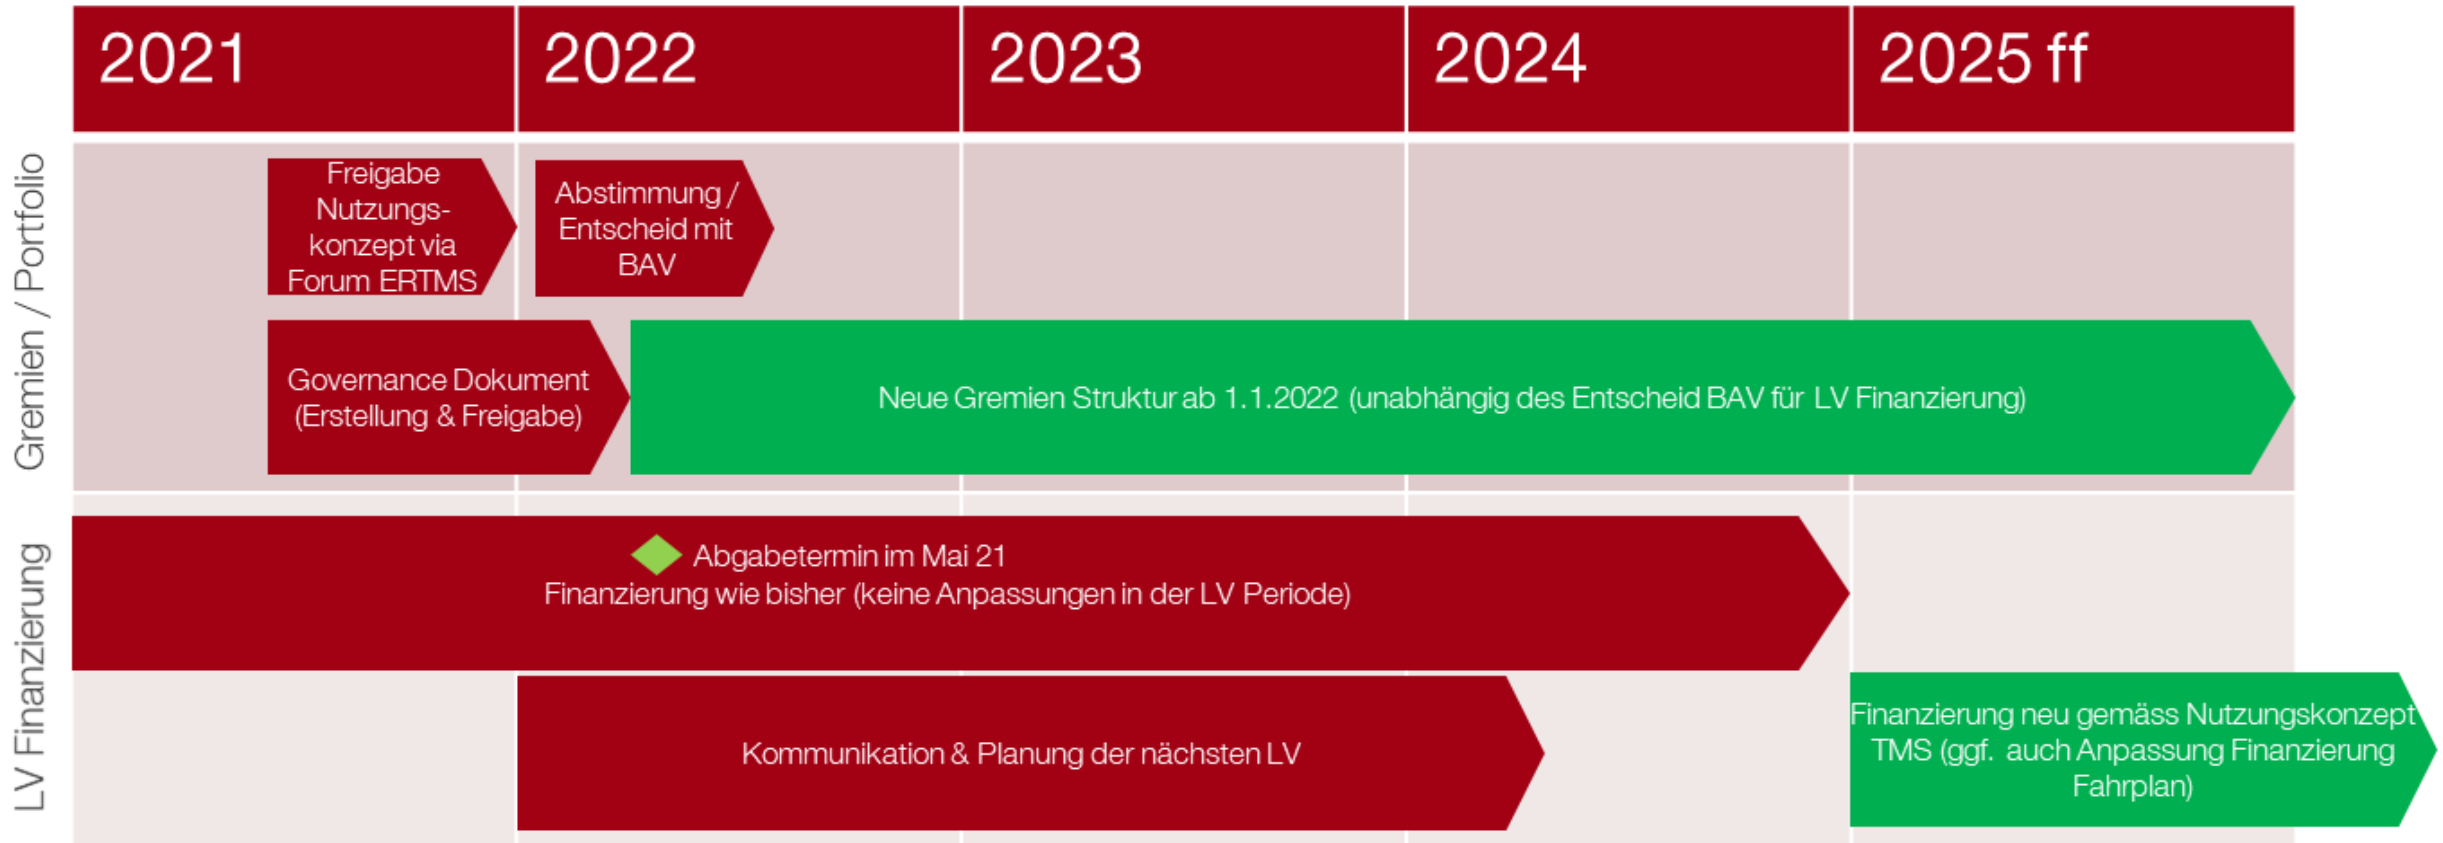 2021
2022
2023
2024
2025 ff
Gremien / Portfolio
Freigabe
Nutzungs-
konzept via
Forum ERTMS
Abstimmung /
Entscheid mit
BAV
Governance Dokument
(Erstellung & Freigabe)
Neue Gremien Struktur ab 1.1.2022 (unabhängig des Entscheid BAV für LV Finanzierung)
LV Finanzierung
Abgabetermin im Mai 21
Finanzierung wie bisher (keine Anpassungen in der LV Periode)
Kommunikation & Planung der nächsten LV
Finanzierung neu gemäss Nutzungskonzept
TMS (ggf. auch Anpassung Finanzierung
Fahrplan)